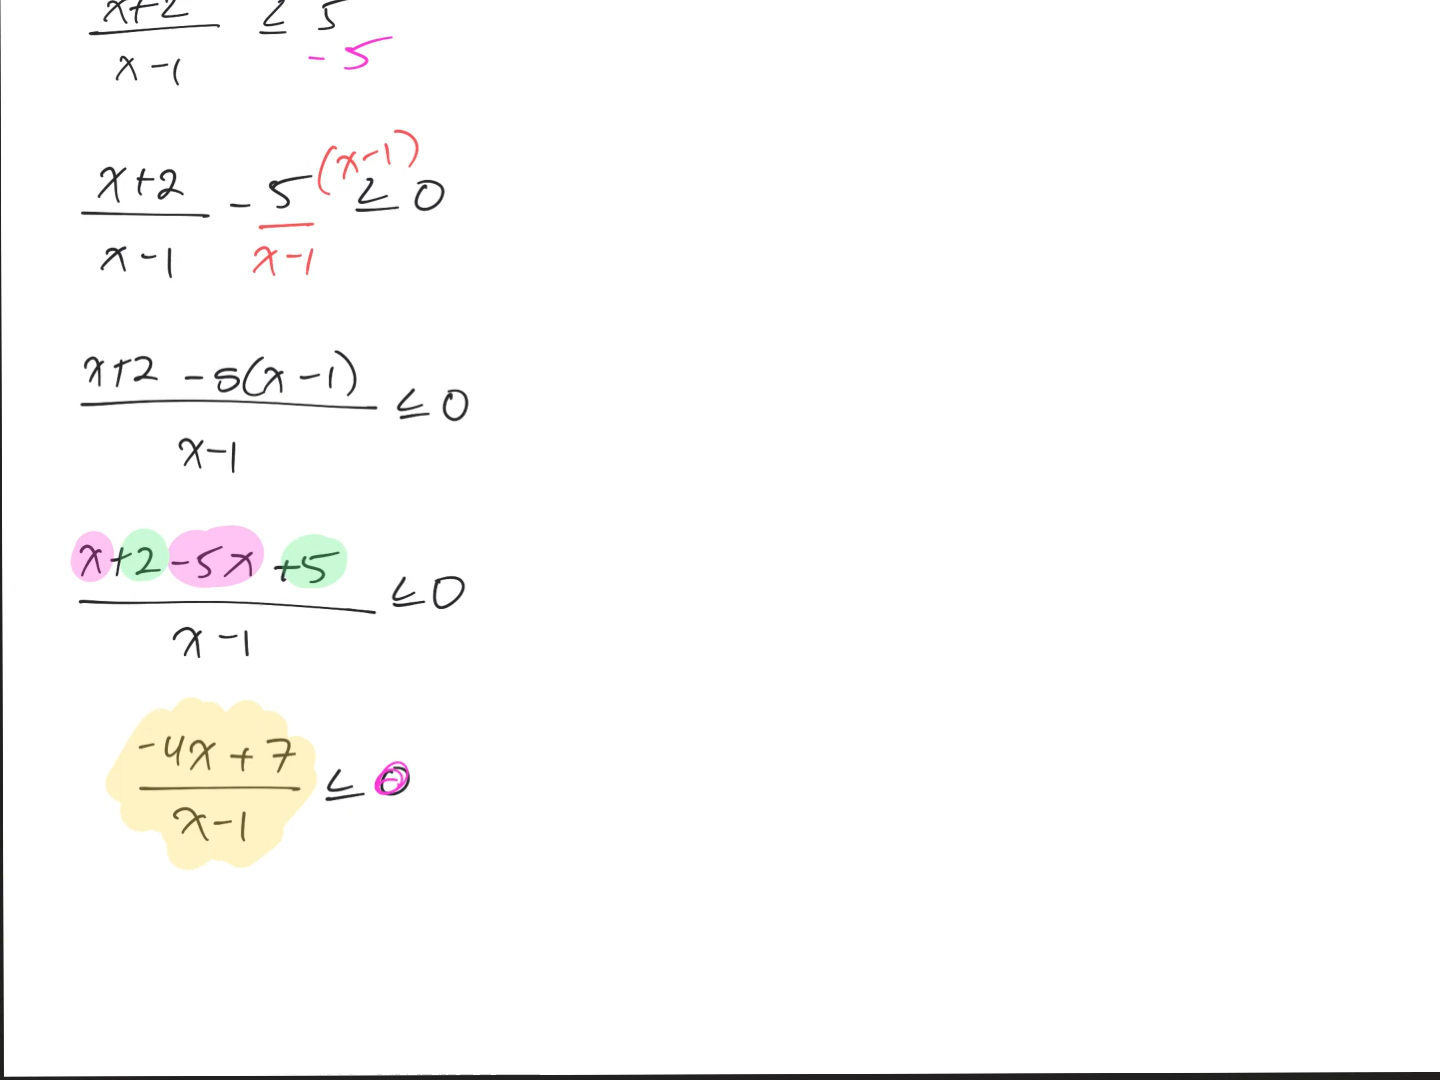 x+2 ≤ 5
x-1 -5
x+2 - 5(x-1) ≤ 0
x-1 x-1
x+2 -5(x-1) ≤ 0
x-1
x+2-5x+5 ≤ 0
x-1
-4x+7 ≤ 0
x-1